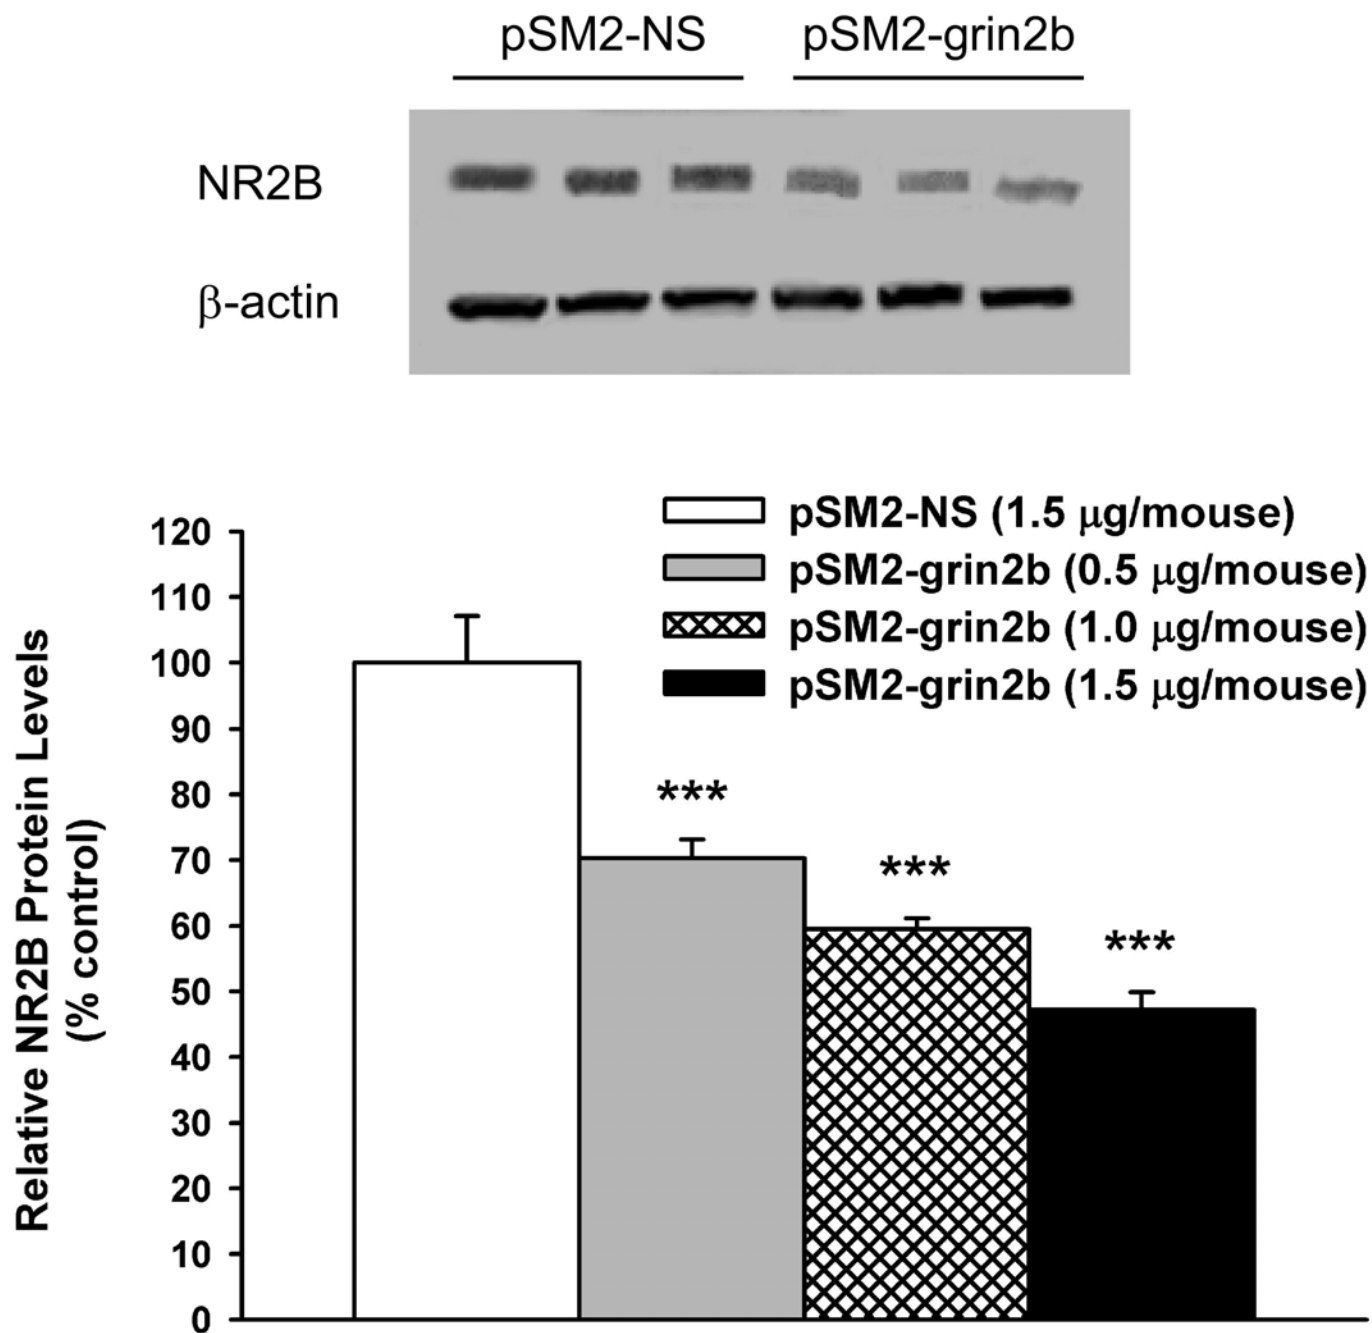 pSM2-NS pSM2-grin2b
NR2B
β-actin
pSM2-NS (1.5 μg/mouse)
pSM2-grin2b (0.5 μg/mouse)
pSM2-grin2b (1.0 μg/mouse)
pSM2-grin2b (1.5 μg/mouse)
Relative NR2B Protein Levels
(% control)
120
110
100
90
80
70
60
50
40
30
20
10
0
***
***
***